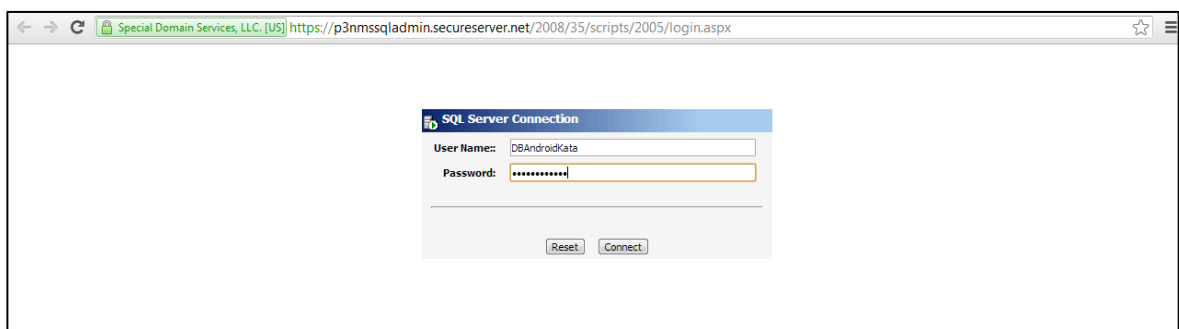 Special Domain Services, LLC. [US] https://p3nmssqladmin.secureserver.net/2008/35/scripts/2005/login.aspx
SQL Server Connection
User Name:: DBAndroidKata
Password: ••••••••••••
Reset Connect